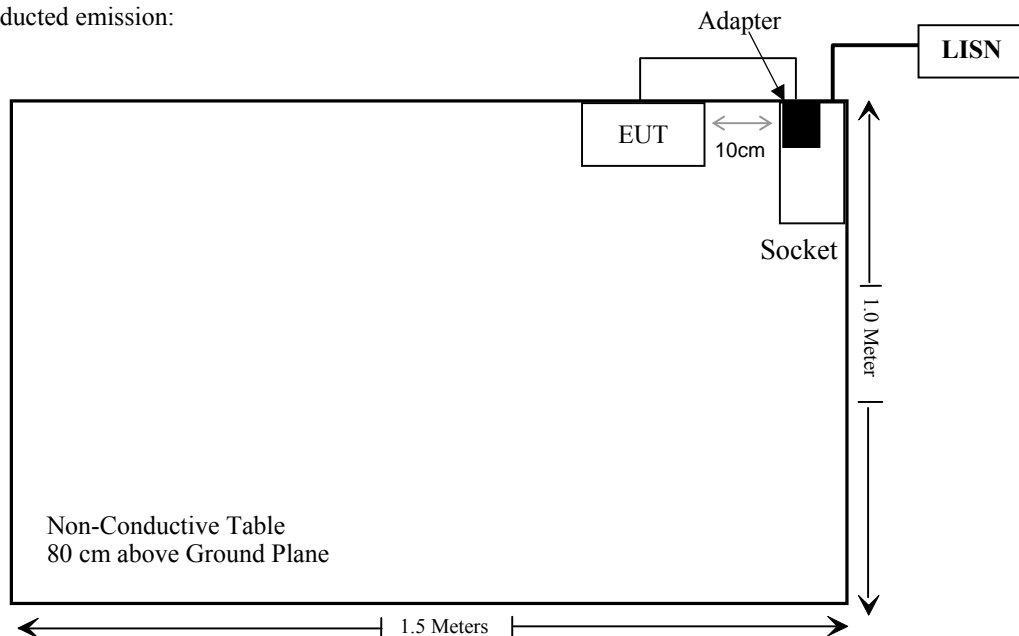 ducted emission:
Adapter
LISN
EUT
10cm
Socket
1.0 Meter
Non-Conductive Table
80 cm above Ground Plane
1.5 Meters